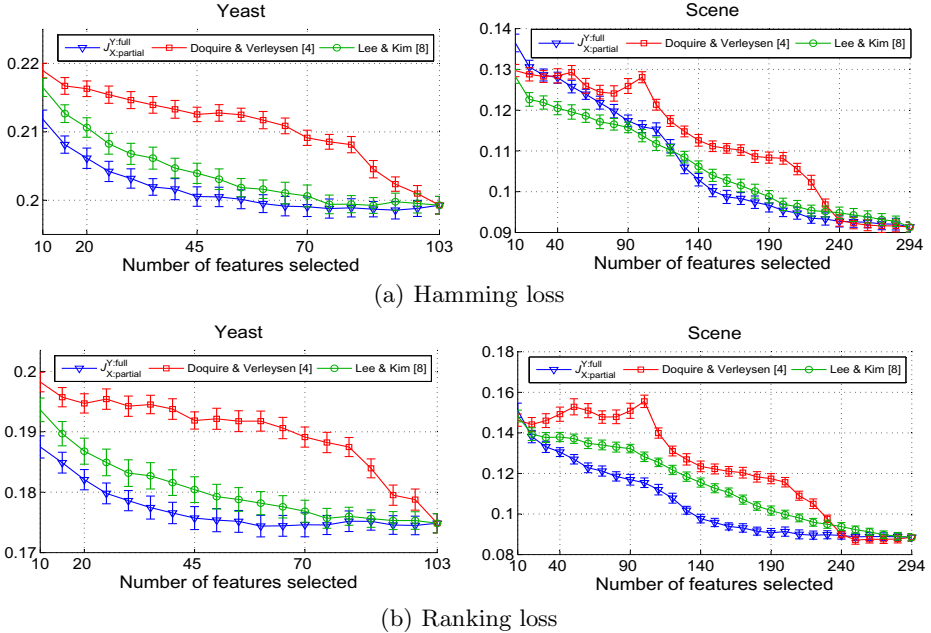 Yeast
J Y:full X:partial Doquire & Verleysen [4] Lee & Kim [8]
0.22
0.21
0.2
10 20 45 70 103
Number of features selected
Scene
J Y:full X:partial Doquire & Verleysen [4] Lee & Kim [8]
0.14
0.13
0.12
0.11
0.1
0.09
10 40 90 140 190 240 294
Number of features selected
(a) Hamming loss
Yeast
J Y:full X:partial Doquire & Verleysen [4] Lee & Kim [8]
0.2
0.19
0.18
0.17
10 20 45 70 103
Number of features selected
Scene
J Y:full X:partial Doquire & Verleysen [4] Lee & Kim [8]
0.18
0.16
0.14
0.12
0.1
0.08
10 40 90 140 190 240 294
Number of features selected
(b) Ranking loss